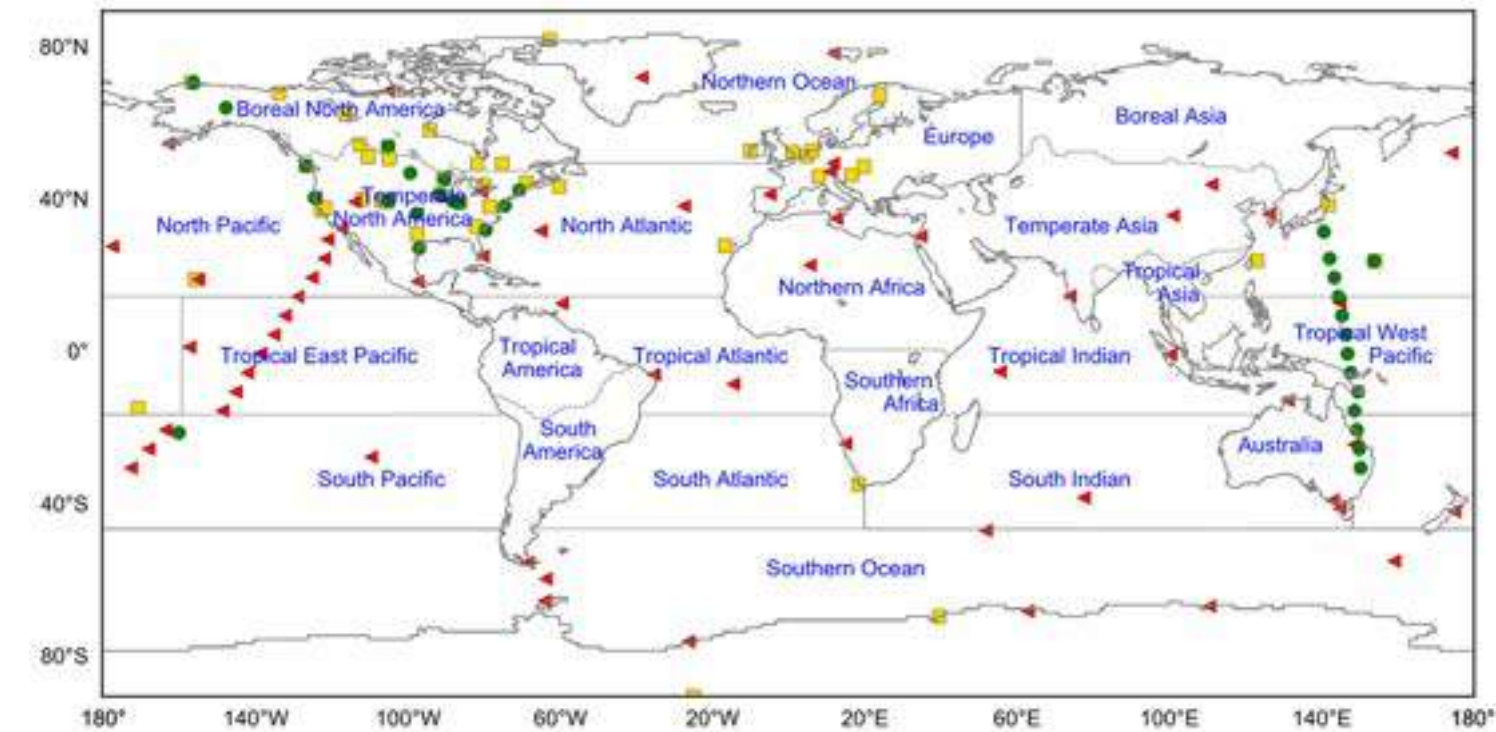 80°N
Northern Ocean
Boreal North America
Boreal Asia
Europe
40°N
Temperate
North America
North Pacific
North Atlantic
Temperate Asia
Tropical
Asia
Northern Africa
0°
Tropical East Pacific
Tropical
America
Tropical Atlantic
Tropical Indian
Tropical West
Pacific
Southern
Africa
South
America
Australia
South Pacific
South Atlantic
South Indian
40°S
Southern Ocean
80°S
180° 140°W 100°W 60°W 20°W 20°E 60°E 100°E 140°E 180°